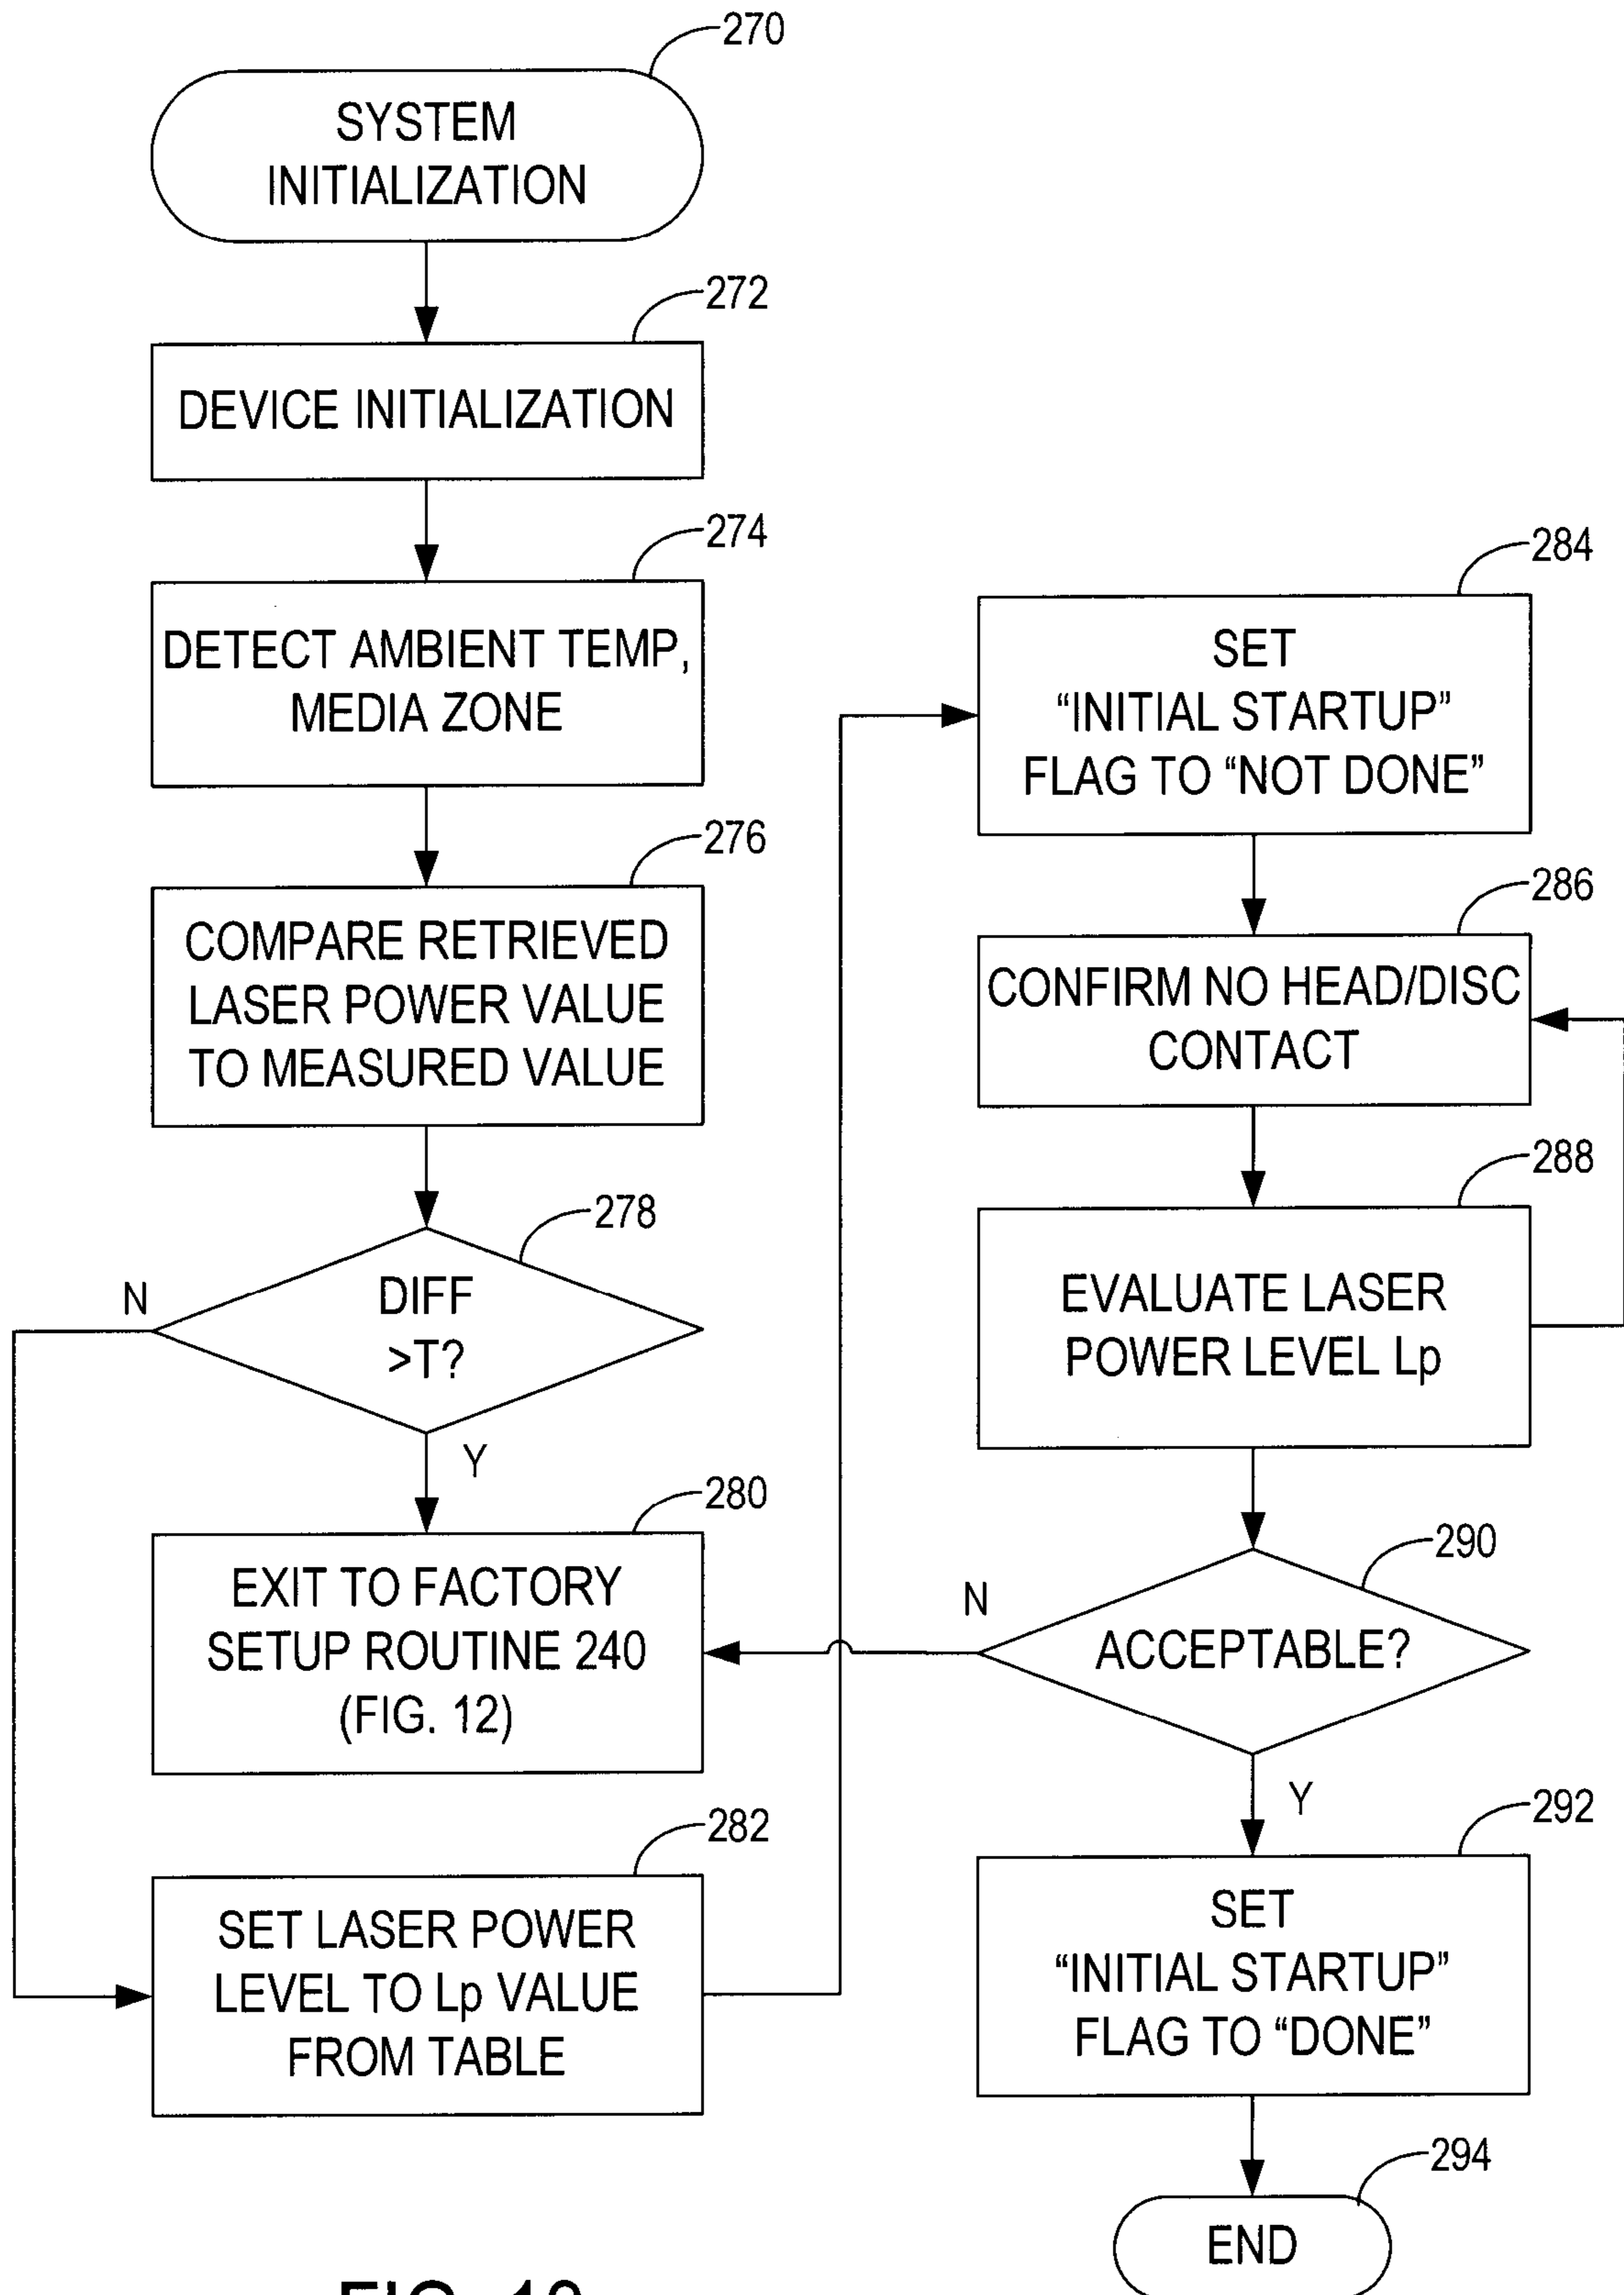 270
SYSTEM
INITIALIZATION
272
DEVICE INITIALIZATION
274
DETECT AMBIENT TEMP,
MEDIA ZONE
276
COMPARE RETRIEVED
LASER POWER VALUE
TO MEASURED VALUE
278
N
DIFF
>T?
Y
280
EXIT TO FACTORY
SETUP ROUTINE 240
(FIG. 12)
282
SET LASER POWER
LEVEL TO Lp VALUE
FROM TABLE
284
SET
“INITIAL STARTUP”
FLAG TO “NOT DONE”
286
CONFIRM NO HEAD/DISC
CONTACT
288
EVALUATE LASER
POWER LEVEL Lp
290
N
ACCEPTABLE?
Y
292
SET
“INITIAL STARTUP”
FLAG TO “DONE”
294
END
FIG.